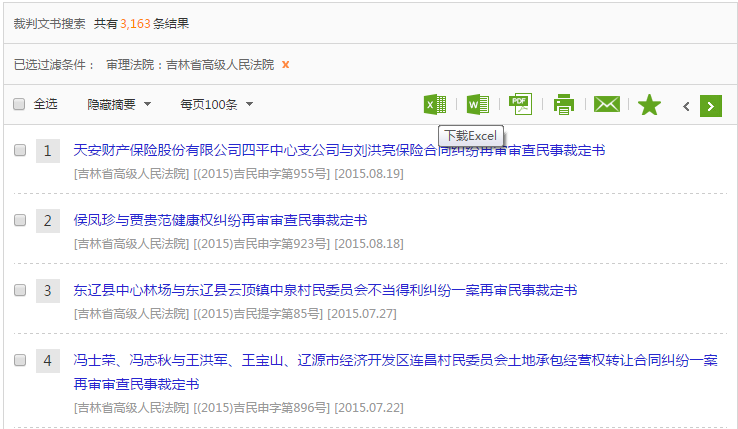 裁判文书搜索 共有3,163条结果
已选过滤条件： 审理法院：吉林省高级人民法院 x
全选 隐藏摘要 每页100条
PDF
下载Excel
1 天安财产保险股份有限公司四平中心支公司与刘洪亮保险合同纠纷再审审查民事裁定书
[吉林省高级人民法院] [(2015)吉民申字第955号] [2015.08.19]
2 侯凤珍与贾贵范健康权纠纷再审审查民事裁定书
[吉林省高级人民法院] [(2015)吉民申字第923号] [2015.08.18]
3 东辽县中心林场与东辽县云顶镇中泉村民委员会不当得利纠纷一案再审民事裁定书
[吉林省高级人民法院] [(2015)吉民提字第85号] [2015.07.27]
4 冯士荣、冯志秋与王洪军、王宝山、辽源市经济开发区连昌村民委员会土地承包经营权转让合同纠纷一案
再审审查民事裁定书
[吉林省高级人民法院] [(2015)吉民申字第896号] [2015.07.22]